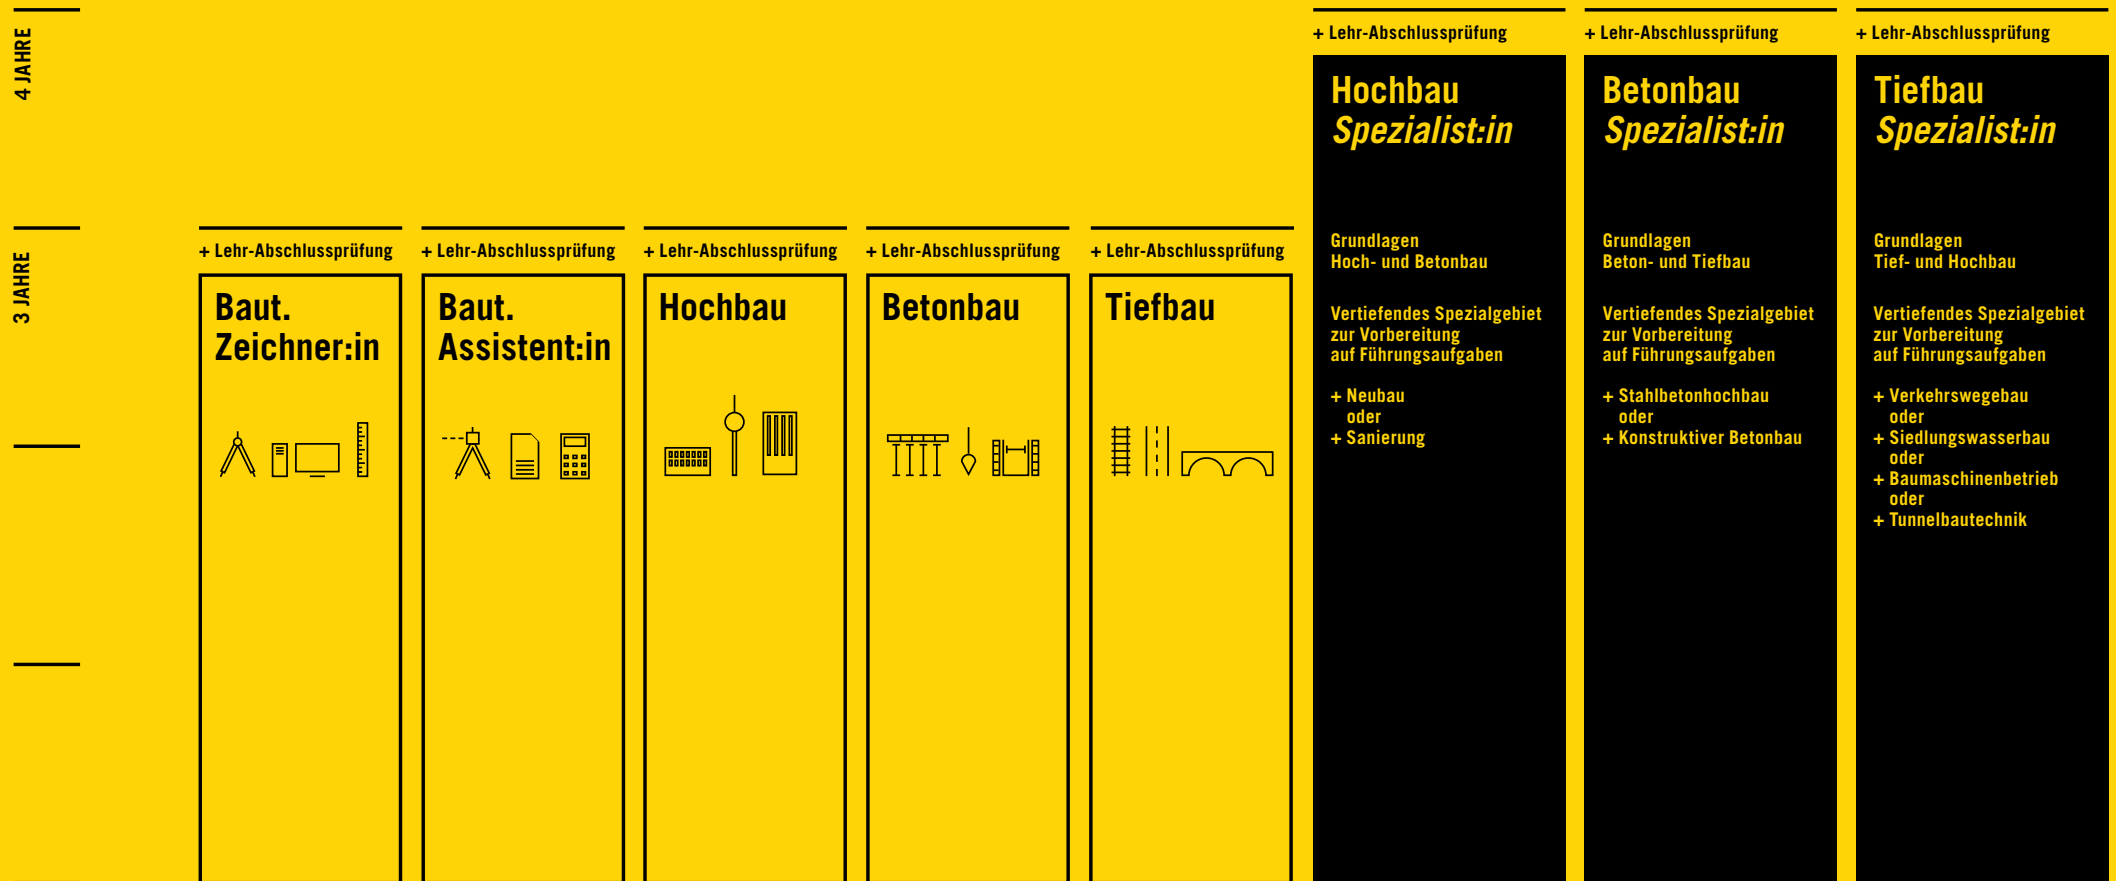 4 JAHRE
3 JAHRE
+ Lehr-Abschlussprüfung
Baut.
Zeichner:in
+ Lehr-Abschlussprüfung
Baut.
Assistent:in
+ Lehr-Abschlussprüfung
Hochbau
+ Lehr-Abschlussprüfung
Betonbau
+ Lehr-Abschlussprüfung
Tiefbau
+ Lehr-Abschlussprüfung
Hochbau
Spezialist:in
Grundlagen
Hoch- und Betonbau
Vertiefendes Spezialgebiet
zur Vorbereitung
auf Führungsaufgaben
+ Neubau
oder
+ Sanierung
+ Lehr-Abschlussprüfung
Betonbau
Spezialist:in
Grundlagen
Beton- und Tiefbau
Vertiefendes Spezialgebiet
zur Vorbereitung
auf Führungsaufgaben
+ Stahlbetonhochbau
oder
+ Konstruktiver Betonbau
+ Lehr-Abschlussprüfung
Tiefbau
Spezialist:in
Grundlagen
Tief- und Hochbau
Vertiefendes Spezialgebiet
zur Vorbereitung
auf Führungsaufgaben
+ Verkehrswegebau
oder
+ Siedlungswasserbau
oder
+ Baumaschinenbetrieb
oder
+ Tunnelbautechnik